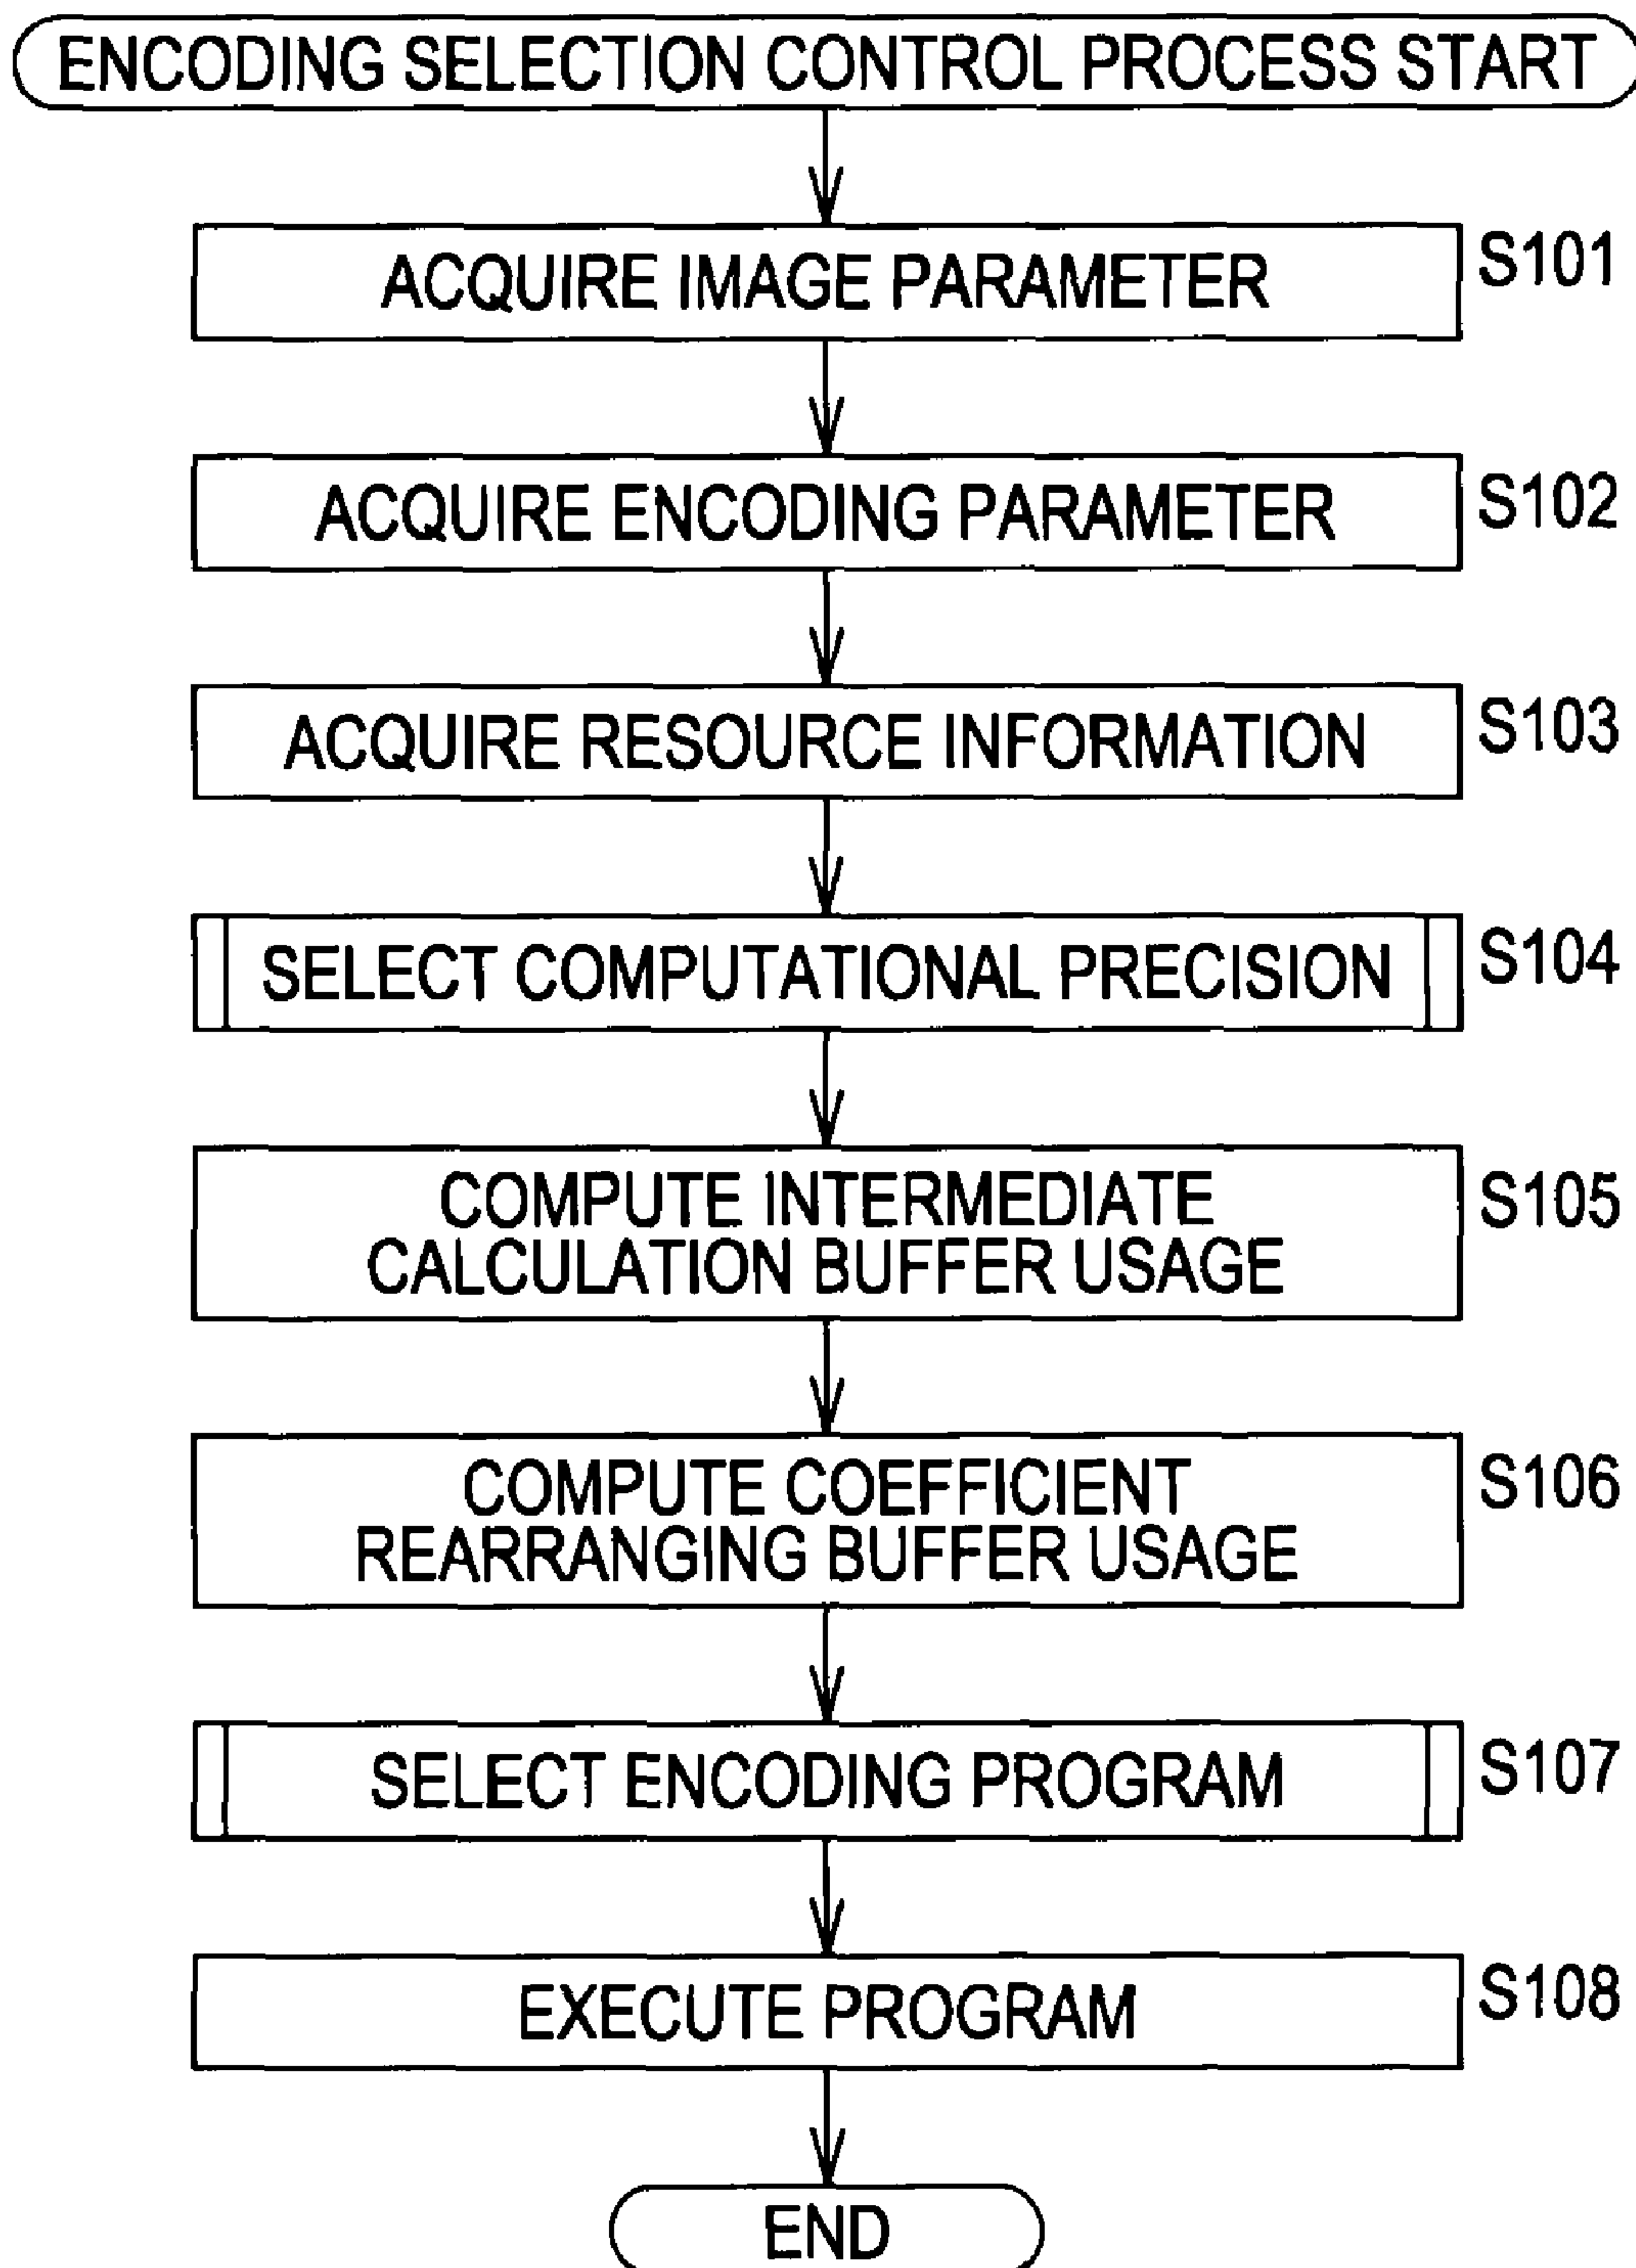 ENCODING SELECTION CONTROL PROCESS START
ACQUIRE IMAGE PARAMETER
S101
ACQUIRE ENCODING PARAMETER
S102
ACQUIRE RESOURCE INFORMATION
S103
SELECT COMPUTATIONAL PRECISION
S104
COMPUTE INTERMEDIATE
CALCULATION BUFFER USAGE
S105
COMPUTE COEFFICIENT
REARRANGING BUFFER USAGE
S106
SELECT ENCODING PROGRAM
S107
EXECUTE PROGRAM
S108
END